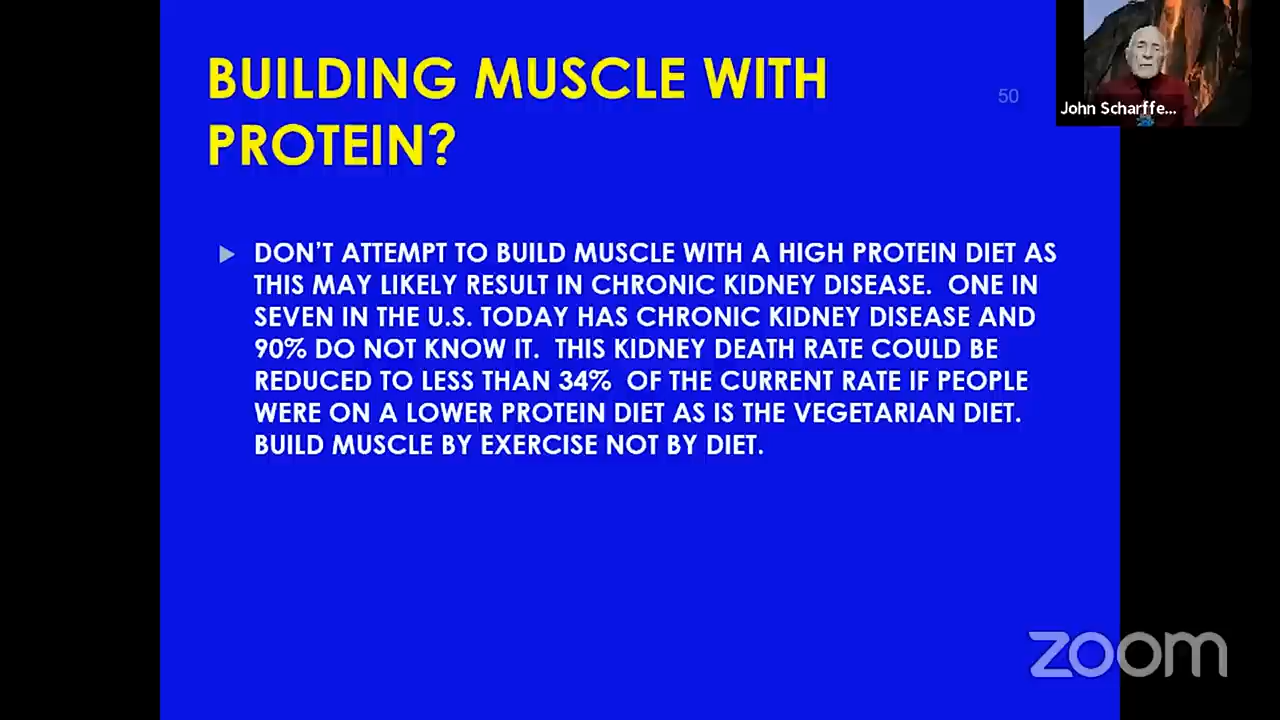 BUILDING MUSCLE WITH
PROTEIN?
50
John Scharffe...
DON'T ATTEMPT TO BUILD MUSCLE WITH A HIGH PROTEIN DIET AS
THIS MAY LIKELY RESULT IN CHRONIC KIDNEY DISEASE. ONE IN
SEVEN IN THE U.S. TODAY HAS CHRONIC KIDNEY DISEASE AND
90% DO NOT KNOW IT. THIS KIDNEY DEATH RATE COULD BE
REDUCED TO LESS THAN 34% OF THE CURRENT RATE IF PEOPLE
WERE ON A LOWER PROTEIN DIET AS IS THE VEGETARIAN DIET.
BUILD MUSCLE BY EXERCISE NOT BY DIET.
zoom